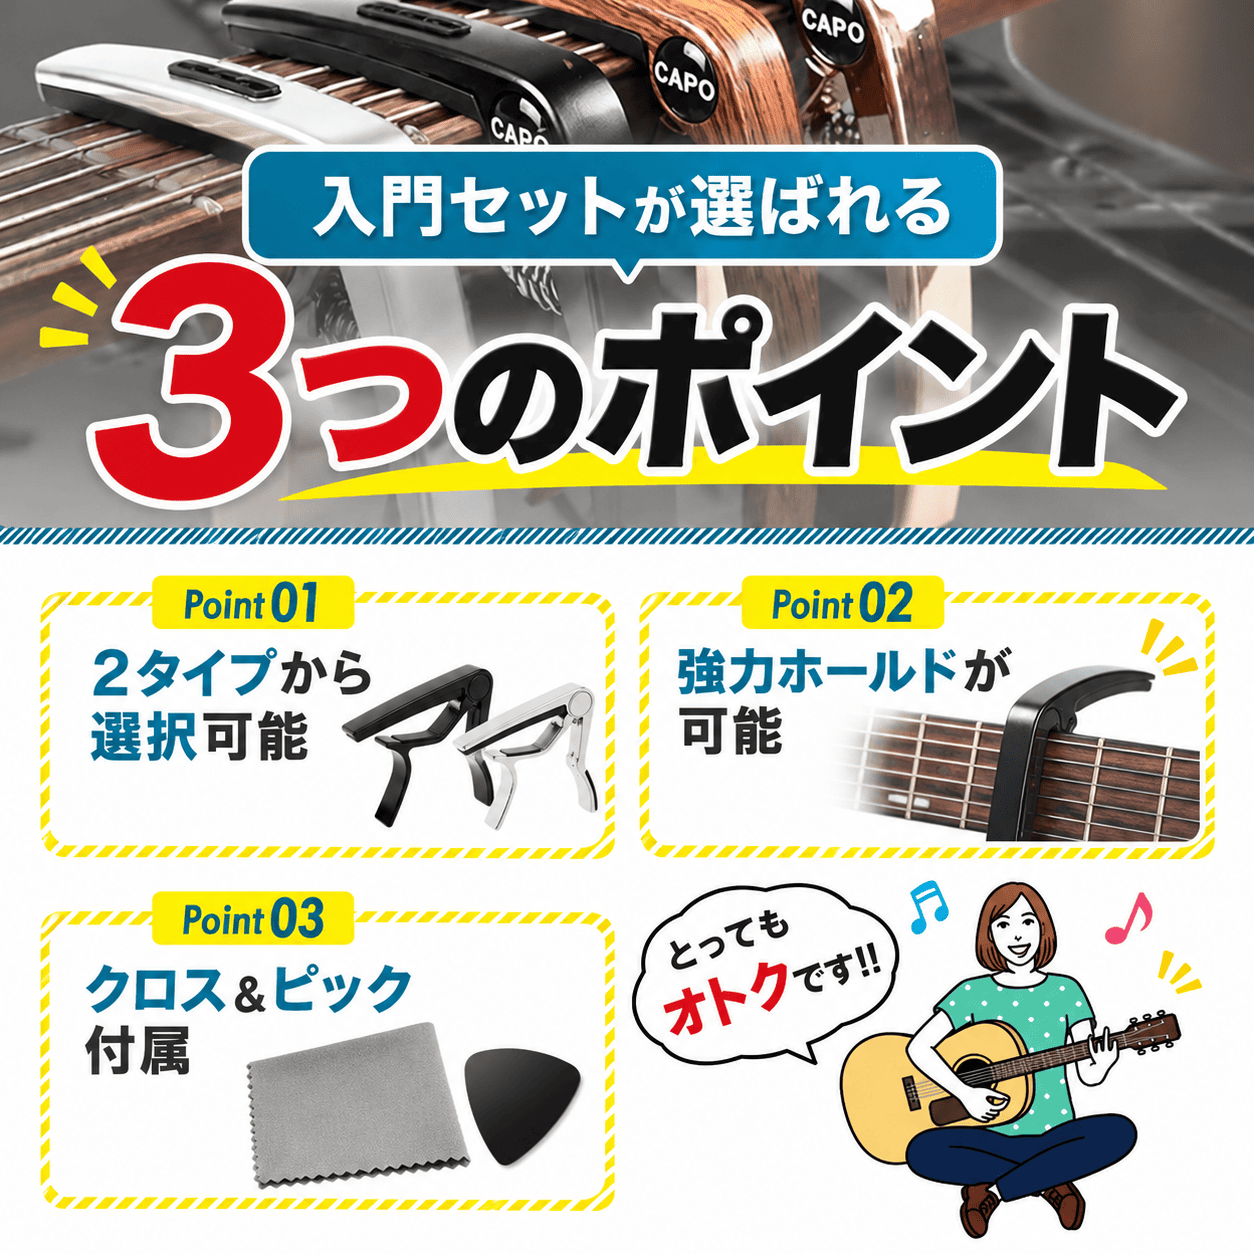 CAPO
CAPO
CAPO
入門セットが選ばれる
3つのポイント
Point 01
2タイプから
選択可能
Point 02
強力ホールドが
可能
Point 03
クロス&ピック
付属
とっても
オトクです!!